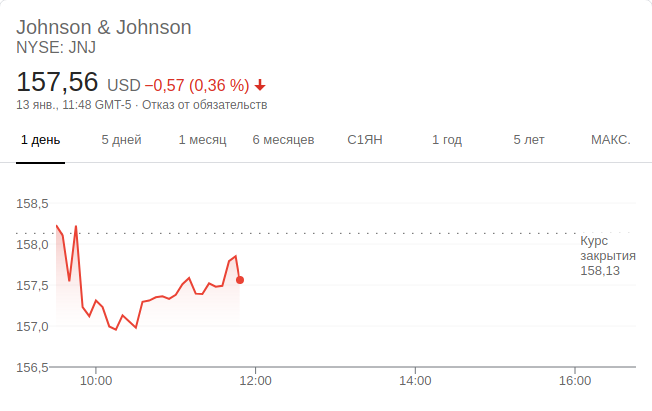 Johnson & Johnson
NYSE: JNJ
157,56 USD −0,57 (0,36 %)
13 янв., 11:48 GMT-5 · Отказ от обязательств
1 день 5 дней 1 месяц 6 месяцев С1ЯН 1 год 5 лет МАКС.
158,5
158,0
157,5
157,0
156,5
Курс
закрытия
158,13
10:00 12:00 14:00 16:00